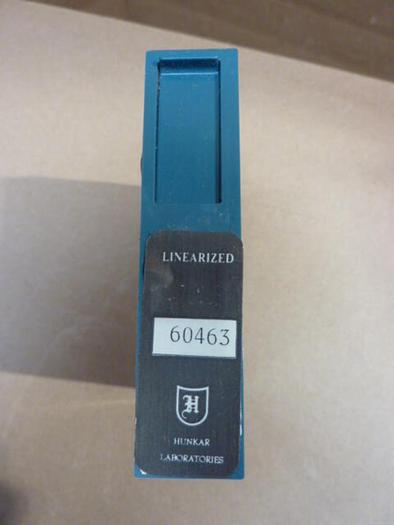 LINEARIZED
60463
H
HUNKAR
LABORATORIES